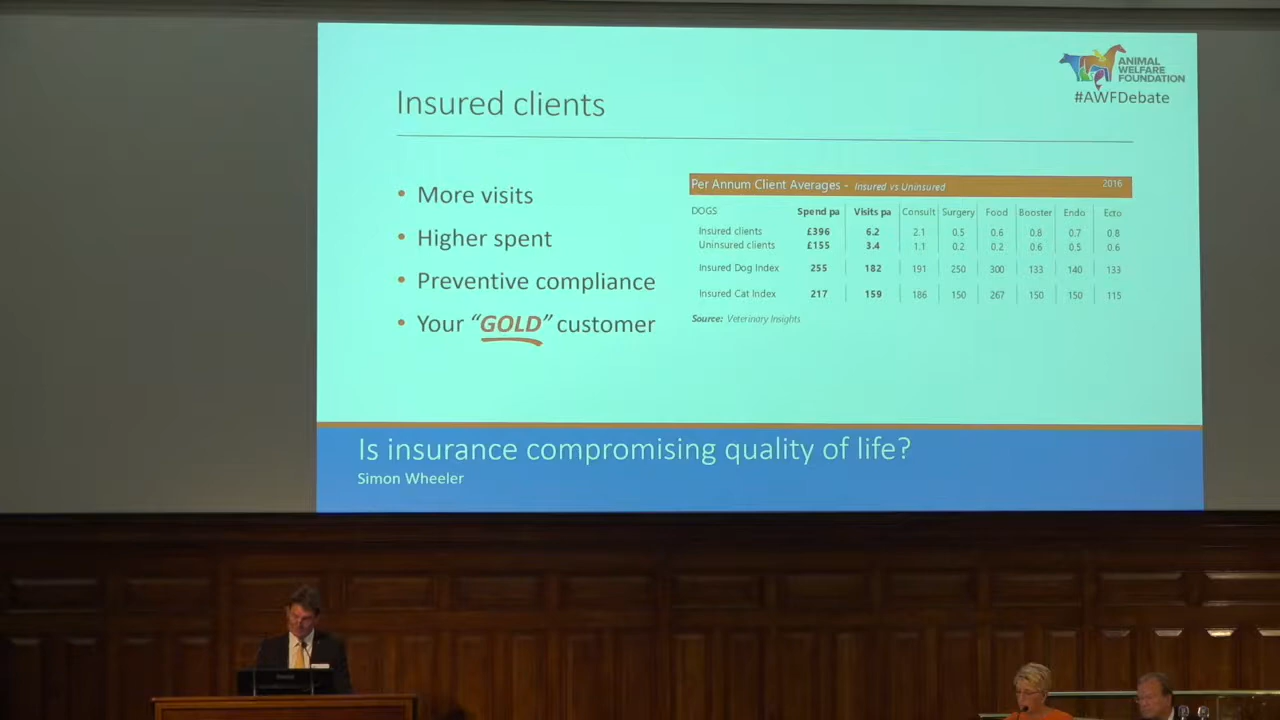 ANIMAL
WELFARE
FOUNDATION
#AWFDebate
Insured clients
• More visits
• Higher spent
• Preventive compliance
• Your “GOLD” customer
Per Annum Client Averages - Insured vs Uninsured 2016
DOGS Spend pa Visits pa Consult Surgery Food Booster Endo Ecto
Insured clients £396 6.2 2.1 0.5 0.6 0.8 0.7 0.8
Uninsured clients £155 3.4 1.1 0.2 0.2 0.6 0.5 0.6
Insured Dog Index 255 182 191 250 300 133 140 133
Insured Cat Index 217 159 186 150 267 150 150 115
Source: Veterinary Insights
Is insurance compromising quality of life?
Simon Wheeler